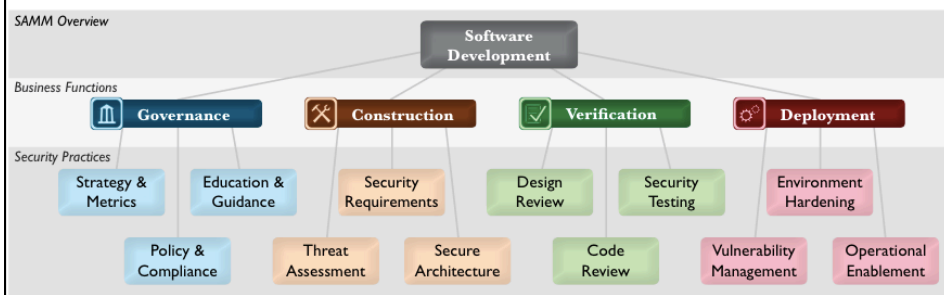 SAMM Overview
Software
Development
Business Functions
Governance
Construction
Verification
Deployment
Security Practices
Strategy &
Metrics
Education &
Guidance
Security
Requirements
Design
Review
Security
Testing
Environment
Hardening
Policy &
Compliance
Threat
Assessment
Secure
Architecture
Code
Review
Vulnerability
Management
Operational
Enablement